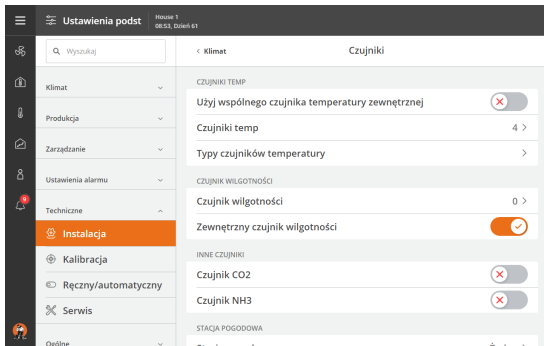 Ustawienia podst
House 1
08:53, Dzień 61
Wyszukaj
Klimat
Produkcja
Zarządzanie
Ustawienia alarmu
Techniczne
Instalacja
Kalibracja
Ręczny/automatyczny
Serwis
Ogólne
< Klimat
Czujniki
CZUJNIKI TEMP
Użyj wspólnego czujnika temperatury zewnętrznej
Czujniki temp 4 >
Typy czujników temperatury >
CZUJNIK WILGOTNOŚCI
Czujnik wilgotności 0 >
Zewnętrzny czujnik wilgotności
INNE CZUJNIKI
Czujnik CO2
Czujnik NH3
STACJA POGODOWA